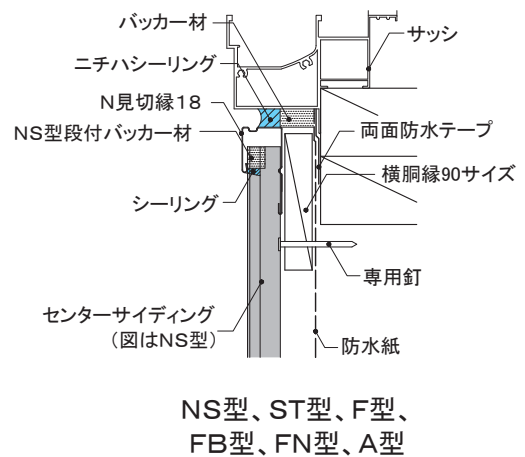 バッカー材
サッシ
ニチハシーリング
N見切縁18
NS型段付バッカー材
両面防水テープ
横胴縁90サイズ
シーリング
専用釘
センターサイディング
(図はNS型)
防水紙
NS型、ST型、F型、
FB型、FN型、A型